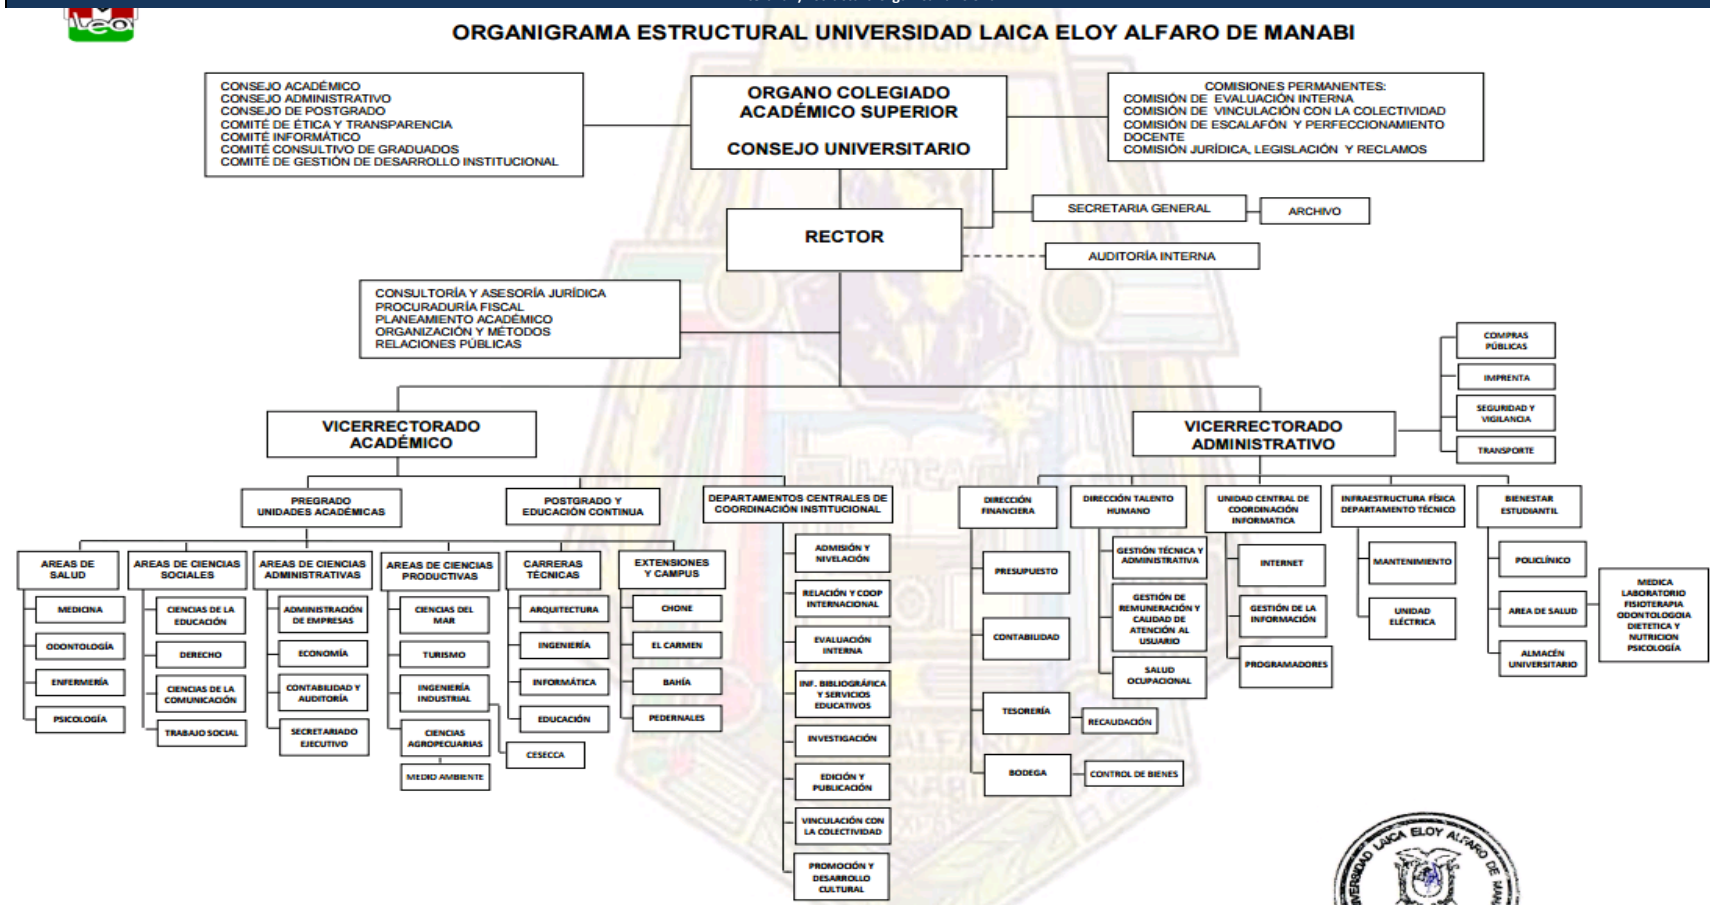 ORGANIGRAMA ESTRUCTURAL UNIVERSIDAD LAICA ELOY ALFARO DE MANABI
CONSEJO ACADÉMICO
CONSEJO ADMINISTRATIVO
CONSEJO DE POSTGRADO
COMITÉ DE ÉTICA Y TRANSPARENCIA
COMITÉ INFORMÁTICO
COMITÉ CONSULTIVO DE GRADUADOS
COMITÉ DE GESTIÓN DE DESARROLLO INSTITUCIONAL
ORGANO COLEGIADO
ACADÉMICO SUPERIOR
CONSEJO UNIVERSITARIO
COMISIONES PERMANENTES:
COMISIÓN DE EVALUACIÓN INTERNA
COMISIÓN DE VINCULACIÓN CON LA COLECTIVIDAD
COMISIÓN DE ESCALAFÓN Y PERFECCIONAMIENTO
DOCENTE
COMISIÓN JURÍDICA, LEGISLACIÓN Y RECLAMOS
SECRETARIA GENERAL
ARCHIVO
RECTOR
AUDITORÍA INTERNA
CONSULTORÍA Y ASESORÍA JURÍDICA
PROCURADURÍA FISCAL
PLANEAMIENTO ACADÉMICO
ORGANIZACIÓN Y MÉTODOS
RELACIONES PÚBLICAS
COMPRAS
PÚBLICAS
IMPRENTA
SEGURIDAD Y
VIGILANCIA
TRANSPORTE
VICERRECTORADO
ACADÉMICO
VICERRECTORADO
ADMINISTRATIVO
PREGRADO
UNIDADES ACADÉMICAS
POSTGRADO Y
EDUCACIÓN CONTINUA
DEPARTAMENTOS CENTRALES DE
COORDINACIÓN INSTITUCIONAL
DIRECCIÓN
FINANCIERA
DIRECCIÓN TALENTO
HUMANO
UNIDAD CENTRAL DE
COORDINACIÓN
INFORMATICA
INFRAESTRUCTURA FÍSICA
DEPARTAMENTO TÉCNICO
BIENESTAR
ESTUDIANTIL
AREAS DE
SALUD
MEDICINA
ODONTOLOGÍA
ENFERMERÍA
PSICOLOGÍA
AREAS DE CIENCIAS
SOCIALES
CIENCIAS DE LA
EDUCACIÓN
DERECHO
CIENCIAS DE LA
COMUNICACIÓN
TRABAJO SOCIAL
AREAS DE CIENCIAS
ADMINISTRATIVAS
ADMINISTRACIÓN
DE EMPRESAS
ECONOMÍA
CONTABILIDAD Y
AUDITORÍA
SECRETARIADO
EJECUTIVO
AREAS DE CIENCIAS
PRODUCTIVAS
CIENCIAS DEL
MAR
TURISMO
INGENIERÍA
INDUSTRIAL
CIENCIAS
AGROPECUARIAS
MEDIO AMBIENTE
CESECCA
CARRERAS
TÉCNICAS
ARQUITECTURA
INGENIERÍA
INFORMÁTICA
EDUCACIÓN
EXTENSIONES
Y CAMPUS
CHONE
EL CARMEN
BAHÍA
PEDERNALES
ADMISIÓN Y
NIVELACIÓN
RELACIÓN Y COOP
INTERNACIONAL
EVALUACIÓN
INTERNA
INF. BIBLIOGRÁFICA
Y SERVICIOS
EDUCATIVOS
INVESTIGACIÓN
EDICIÓN Y
PUBLICACIÓN
VINCULACIÓN CON
LA COLECTIVIDAD
PROMOCIÓN Y
DESARROLLO
CULTURAL
PRESUPUESTO
CONTABILIDAD
TESORERÍA
RECAUDACIÓN
BODEGA
CONTROL DE BIENES
GESTIÓN TÉCNICA Y
ADMINISTRATIVA
GESTIÓN DE
REMUNERACIÓN Y
CALIDAD DE
ATENCIÓN AL
USUARIO
SALUD
OCUPACIONAL
INTERNET
GESTIÓN DE LA
INFORMACIÓN
PROGRAMADORES
MANTENIMIENTO
UNIDAD
ELÉCTRICA
POLICLÍNICO
AREA DE SALUD
ALMACÉN
UNIVERSITARIO
MEDICA
LABORATORIO
FISIOTERAPIA
ODONTOLOGOIA
DIETETICA Y
NUTRICION
PSICOLOGÍA
LAICA ELOY ALFARO DE